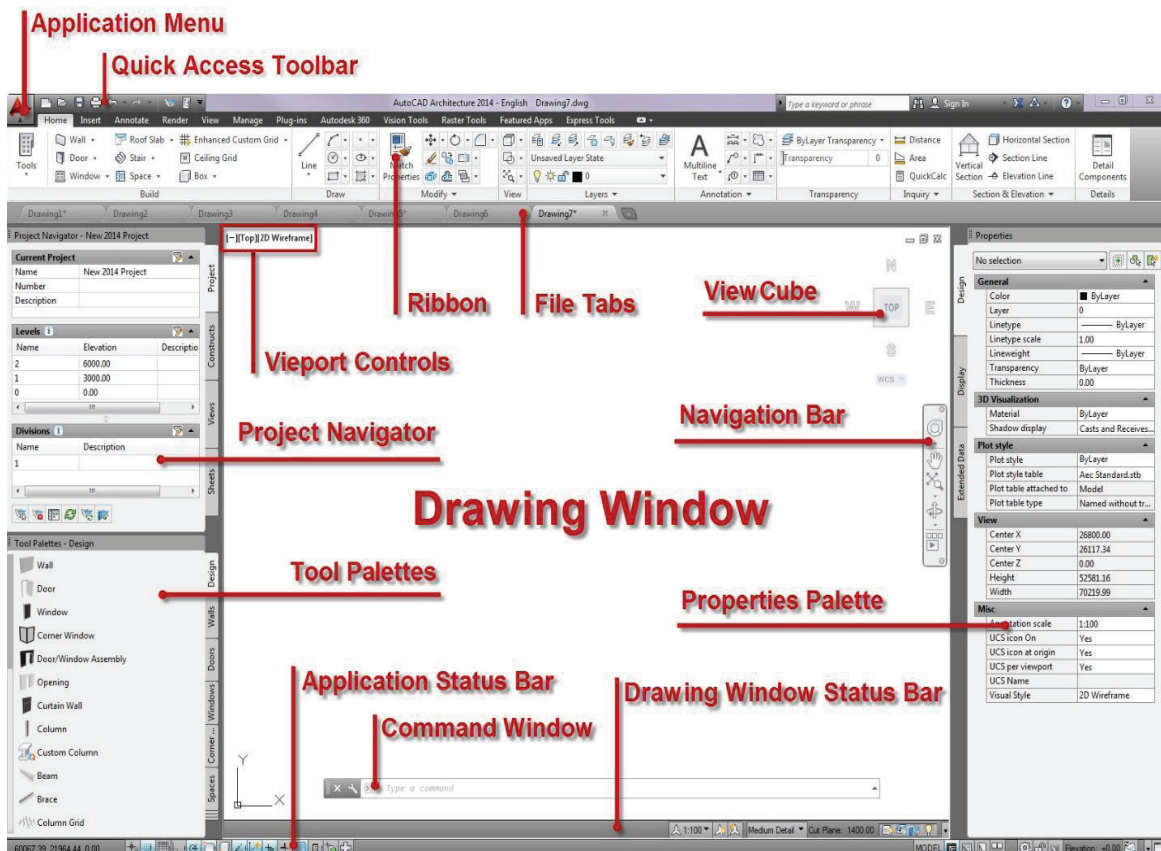 Application Menu
Quick Access Toolbar
AutoCAD Architecture 2014 - English Drawing7.dwg
Type a keyword or phrase
Sign In
Home Insert Annotate Render View Manage Plug-ins Autodesk 360 Vision Tools Raster Tools Featured Apps Express Tools
Tools
Wall
Roof Slab
Enhanced Custom Grid
Door
Stair
Ceiling Grid
Window
Space
Box
Line
Match
Properties
Unsaved Layer State
0
Multiline
Text
ByLayer Transparency
Transparency 0
Distance
Area
QuickCalc
Vertical
Section
Horizontal Section
Section Line
Elevation Line
Detail
Components
Build Draw Modify View Layers Annotation Transparency Inquiry Section & Elevation Details
Drawing1* Drawing2 Drawing3 Drawing4 Drawing6 Drawing7*
Project Navigator - New 2014 Project
Current Project
Name New 2014 Project
Number
Description
Levels
Name Elevation Descriptio
2 6000.00
1 3000.00
0 0.00
Divisions
Name Description
1
Project
Constructs
Views
Sheets
[−][Top][2D Wireframe]
Ribbon
File Tabs
ViewCube
Vieport Controls
N
W TOP E
S
WCS
Navigation Bar
Project Navigator
Drawing Window
Tool Palettes
Properties Palette
Application Status Bar
Drawing Window Status Bar
Command Window
Tool Palettes - Design
Wall
Door
Window
Corner Window
Door/Window Assembly
Opening
Curtain Wall
Column
Custom Column
Beam
Brace
Column Grid
Design
Walls
Doors
Windows
Corner ...
Spaces
Y
X
Type a command
1:100 Medium Detail Cut Plane: 1400.00
60067.39, 21964.44, 0.00
MODEL
Elevation: +0.00
Properties
No selection
Design
Display
Extended Data
General
Color ByLayer
Layer 0
Linetype ByLayer
Linetype scale 1.00
Lineweight ByLayer
Transparency ByLayer
Thickness 0.00
3D Visualization
Material ByLayer
Shadow display Casts and Receives...
Plot style
Plot style ByLayer
Plot style table Aec Standard.stb
Plot table attached to Model
Plot table type Named without tr...
View
Center X 26800.00
Center Y 26117.34
Center Z 0.00
Height 52581.16
Width 70219.99
Misc
Annotation scale 1:100
UCS icon On Yes
UCS icon at origin Yes
UCS per viewport Yes
UCS Name
Visual Style 2D Wireframe